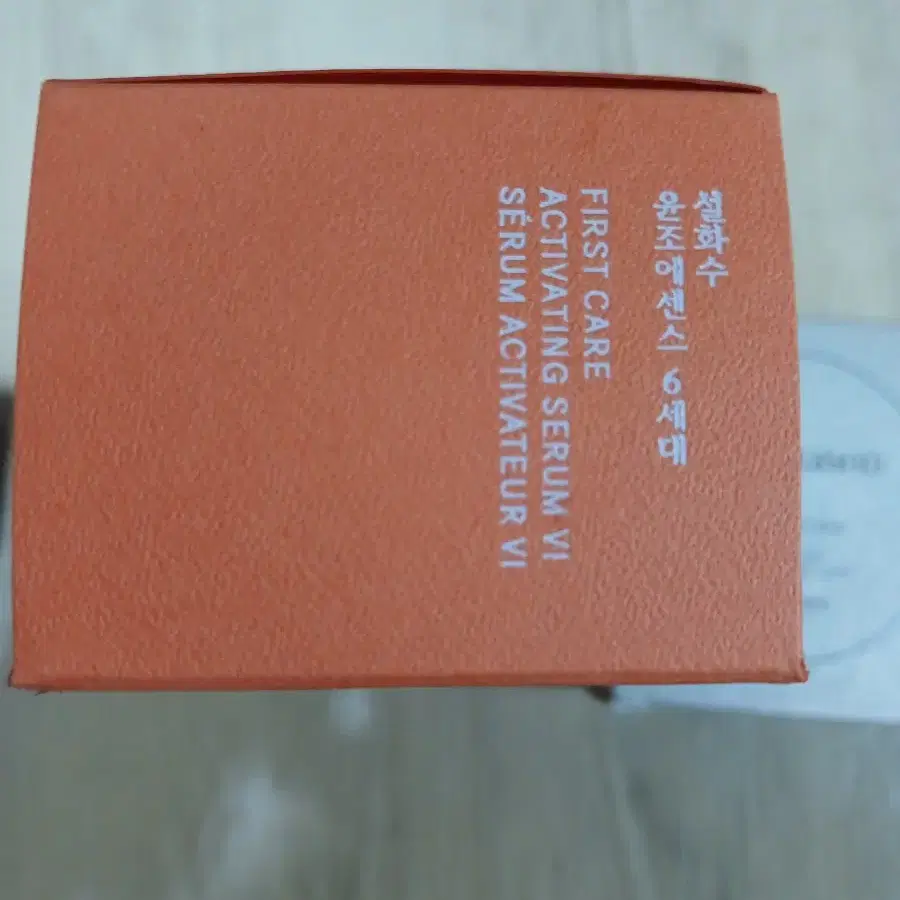 설화수
윤조에센스 6세대
FIRST CARE
ACTIVATING SERUM VI
SÉRUM ACTIVATEUR VI